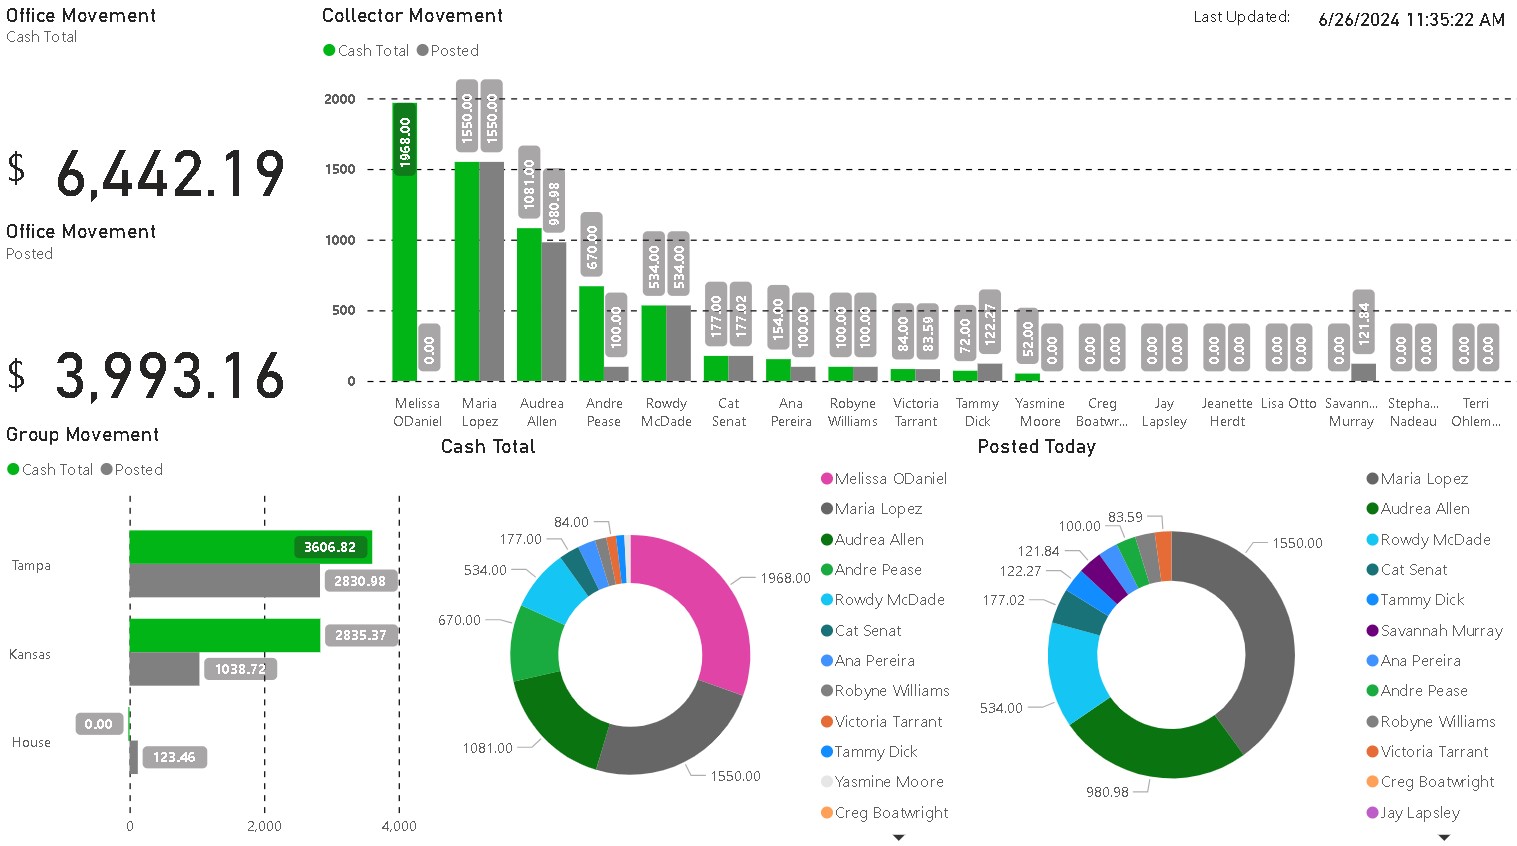 Office Movement
Cash Total
$ 6,442.19
Office Movement
Posted
$ 3,993.16
Collector Movement
Cash Total Posted
Last Updated: 6/26/2024 11:35:22 AM
2000
1500
1000
500
0
1968.00 0.00
1550.00 1550.00
1081.00 980.98
670.00 100.00
534.00 534.00
177.00 177.02
154.00 100.00
100.00 100.00
84.00 83.59
72.00 122.27
52.00 0.00
0.00 0.00
0.00 0.00
0.00 0.00
0.00 0.00
0.00 121.84
0.00 0.00
0.00 0.00
Melissa ODaniel
Maria Lopez
Audrea Allen
Andre Pease
Rowdy McDade
Cat Senat
Ana Pereira
Robyne Williams
Victoria Tarrant
Tammy Dick
Yasmine Moore
Creg Boatwr...
Jay Lapsley
Jeanette Herdt
Lisa Otto
Savann... Murray
Stepha... Nadeau
Terri Ohlem...
Group Movement
Cash Total Posted
Tampa
3606.82
2830.98
Kansas
2835.37
1038.72
House
0.00
123.46
0 2,000 4,000
Cash Total
84.00
177.00
534.00
670.00
1081.00
1550.00
1968.00
Melissa ODaniel
Maria Lopez
Audrea Allen
Andre Pease
Rowdy McDade
Cat Senat
Ana Pereira
Robyne Williams
Victoria Tarrant
Tammy Dick
Yasmine Moore
Creg Boatwright
Posted Today
83.59
100.00
121.84
122.27
177.02
534.00
980.98
1550.00
Maria Lopez
Audrea Allen
Rowdy McDade
Cat Senat
Tammy Dick
Savannah Murray
Ana Pereira
Andre Pease
Robyne Williams
Victoria Tarrant
Creg Boatwright
Jay Lapsley